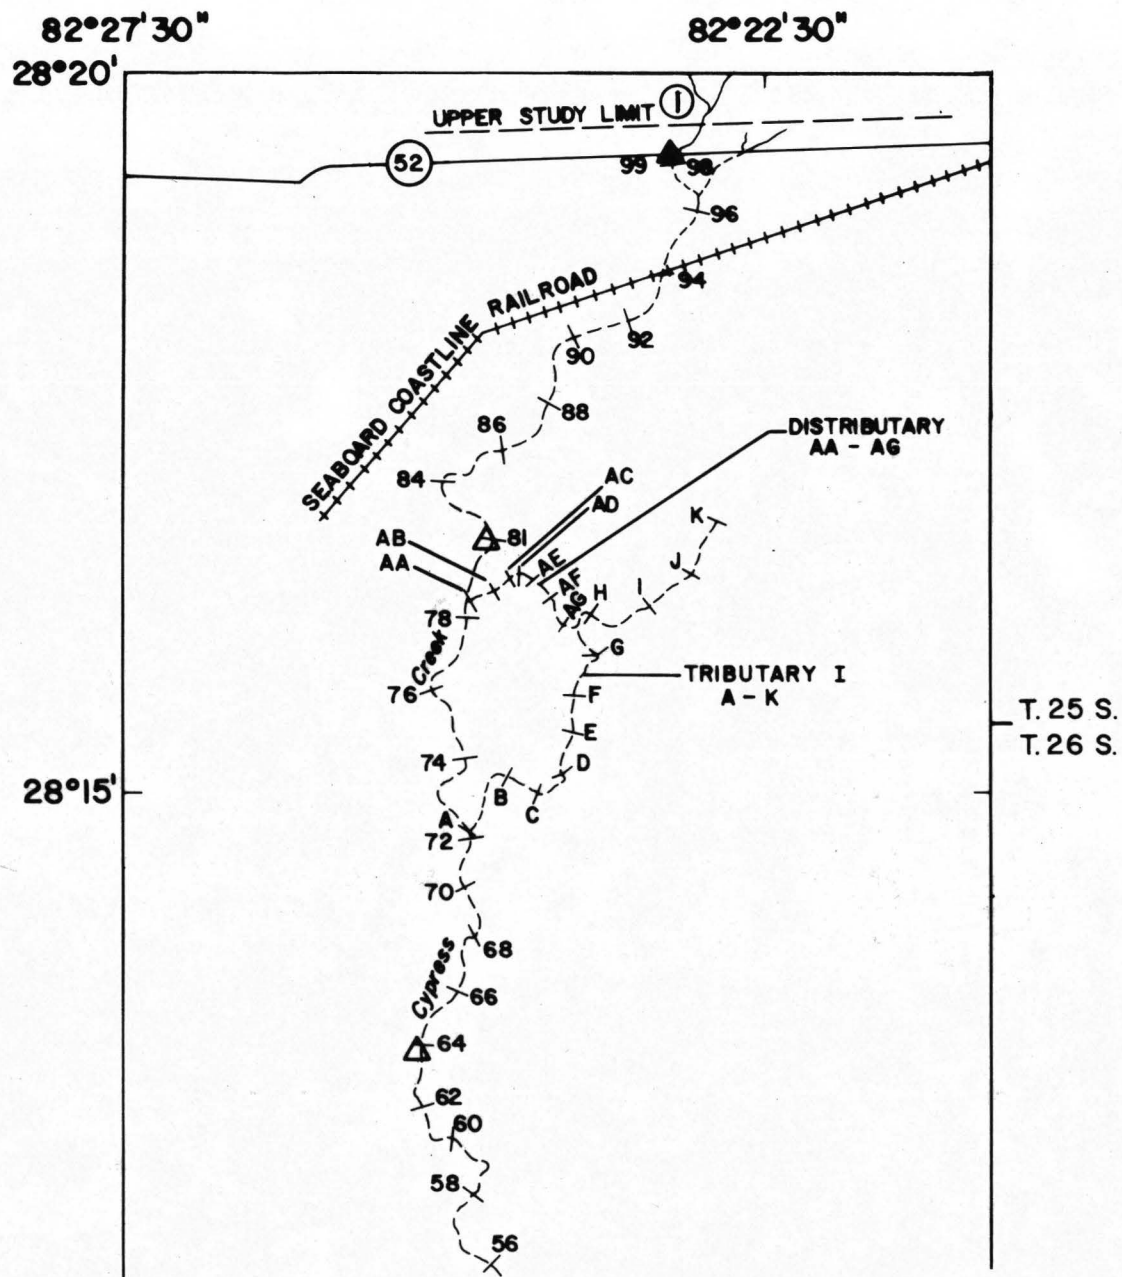 82°27'30"
82°22'30"
28°20'
UPPER STUDY LIMIT
1
52
99
98
96
94
SEABOARD COASTLINE RAILROAD
92
90
88
86
DISTRIBUTARY
AA - AG
84
AC
AD
K
AB
81
AA
AE
J
AF
I
H
AG
78
G
Creek
TRIBUTARY I
A - K
76
F
T. 25 S.
E
T. 26 S.
74
D
28°15'
B
C
A
72
70
68
Cypress
66
64
62
60
58
56